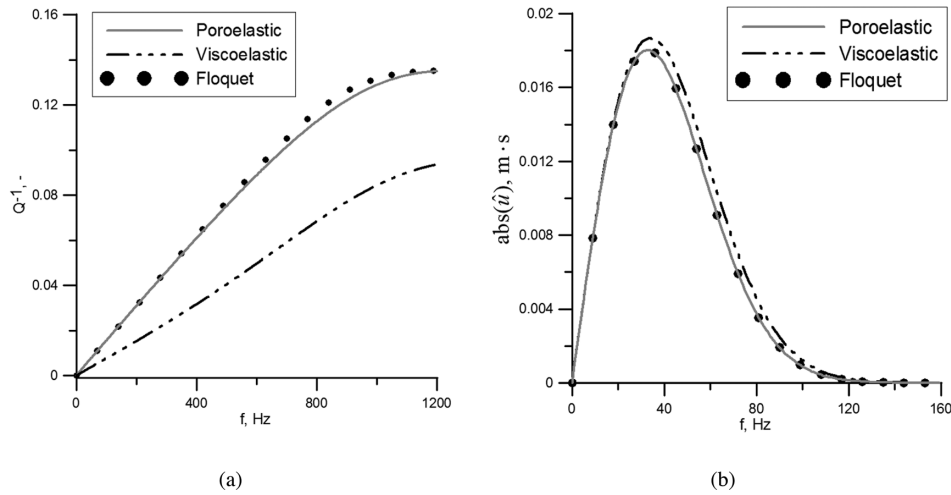 Poroelastic
Viscoelastic
Floquet
0.16
0.12
0.08
0.04
0
Q⁻¹, -
0 400 800 1200
f, Hz
(a)
Poroelastic
Viscoelastic
Floquet
0.02
0.016
0.012
0.008
0.004
0
abs(û), m · s
0 40 80 120 160
f, Hz
(b)